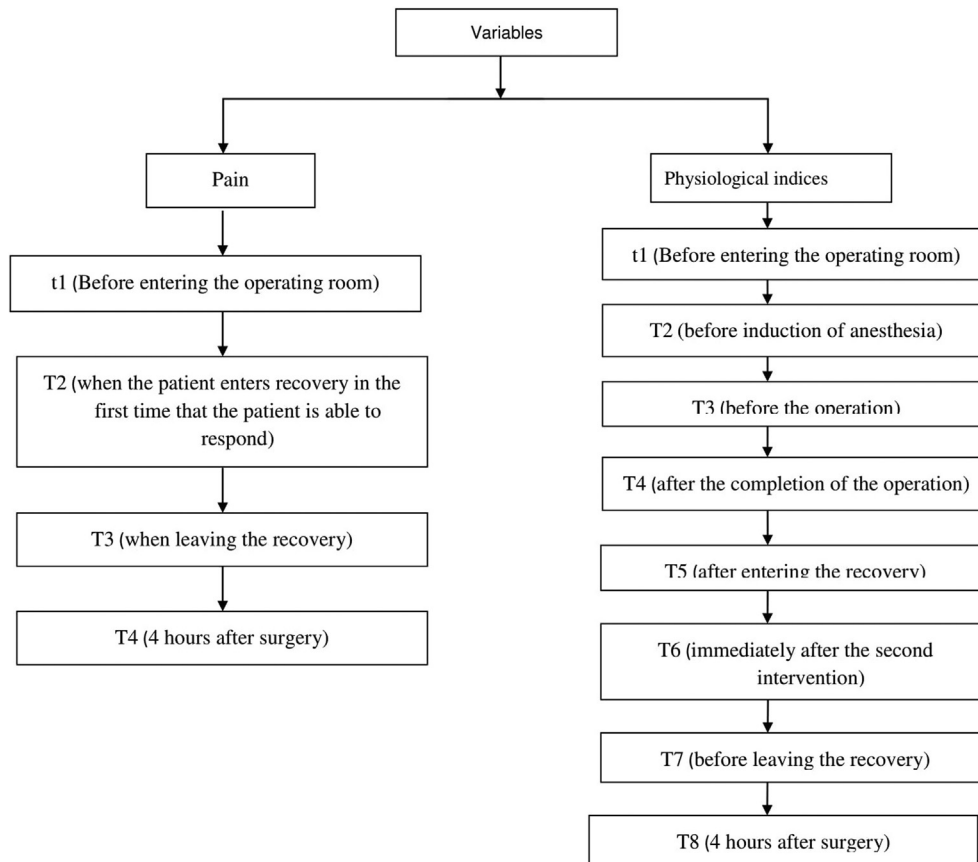 Variables
Pain
t1 (Before entering the operating room)
T2 (when the patient enters recovery in the
first time that the patient is able to
respond)
T3 (when leaving the recovery)
T4 (4 hours after surgery)
Physiological indices
t1 (Before entering the operating room)
T2 (before induction of anesthesia)
T3 (before the operation)
T4 (after the completion of the operation)
T5 (after entering the recovery)
T6 (immediately after the second
intervention)
T7 (before leaving the recovery)
T8 (4 hours after surgery)